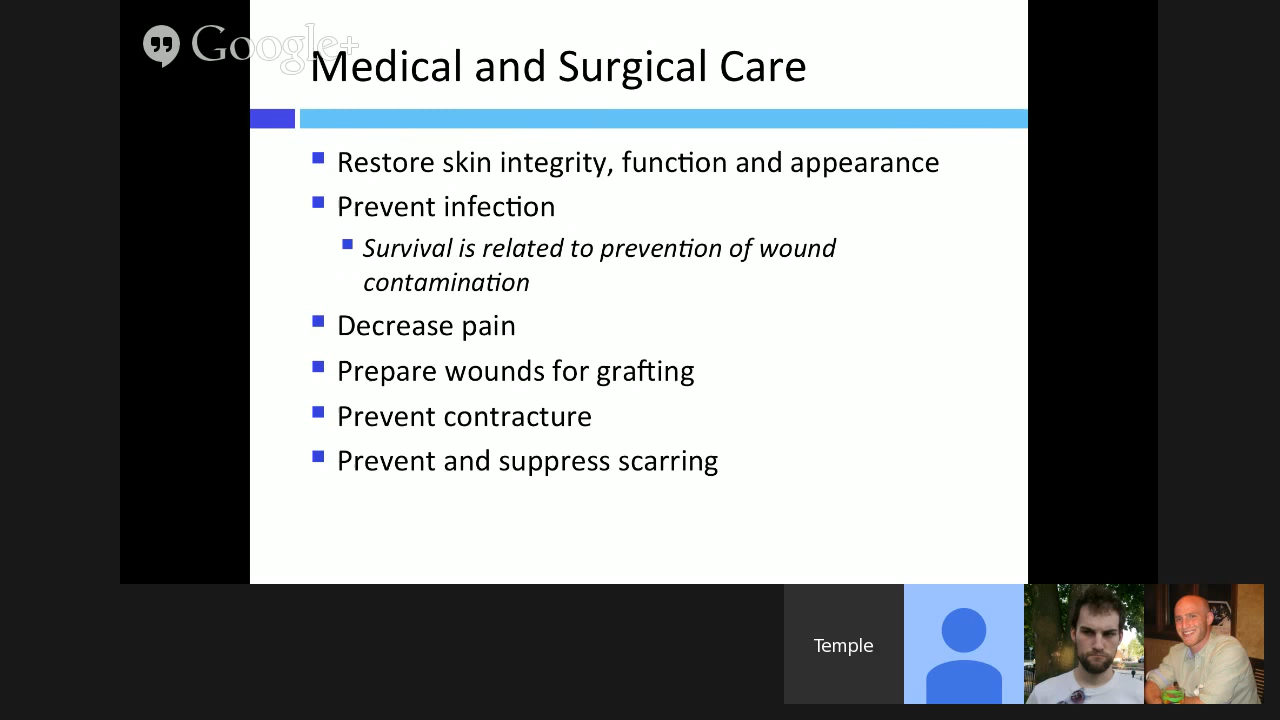 Google+
Medical and Surgical Care
Restore skin integrity, function and appearance
Prevent infection
Survival is related to prevention of wound
contamination
Decrease pain
Prepare wounds for grafting
Prevent contracture
Prevent and suppress scarring
Temple